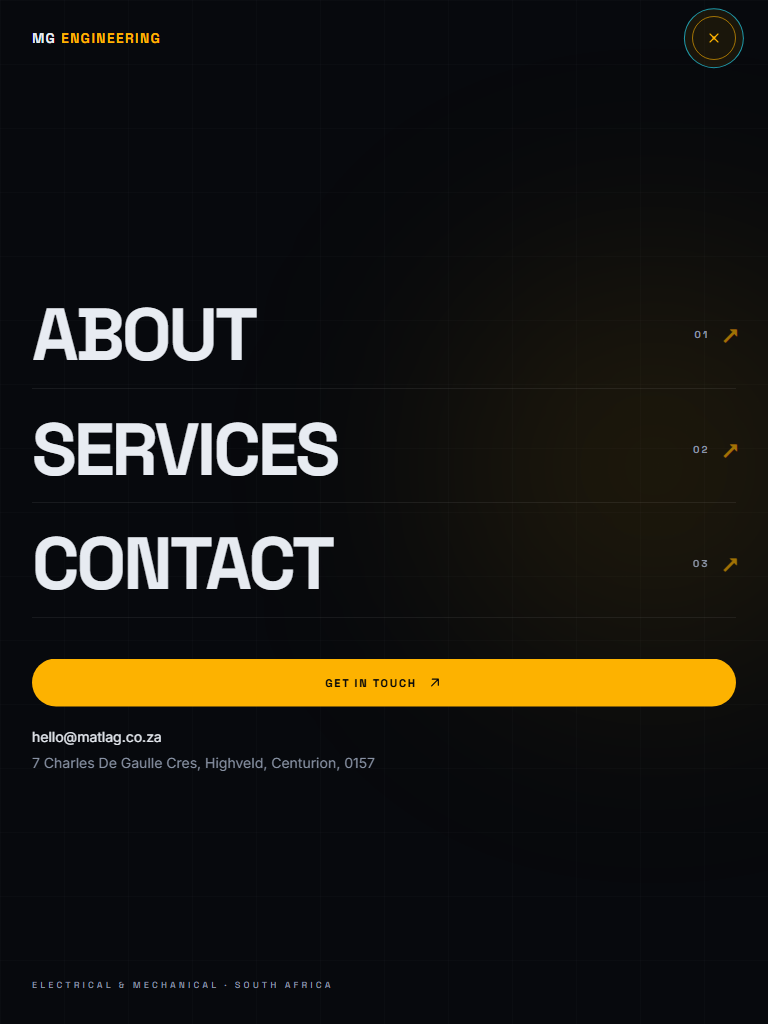 MG ENGINEERING
ABOUT
01
SERVICES
02
CONTACT
03
GET IN TOUCH
hello@matlag.co.za
7 Charles De Gaulle Cres, Highveld, Centurion, 0157
ELECTRICAL & MECHANICAL · SOUTH AFRICA